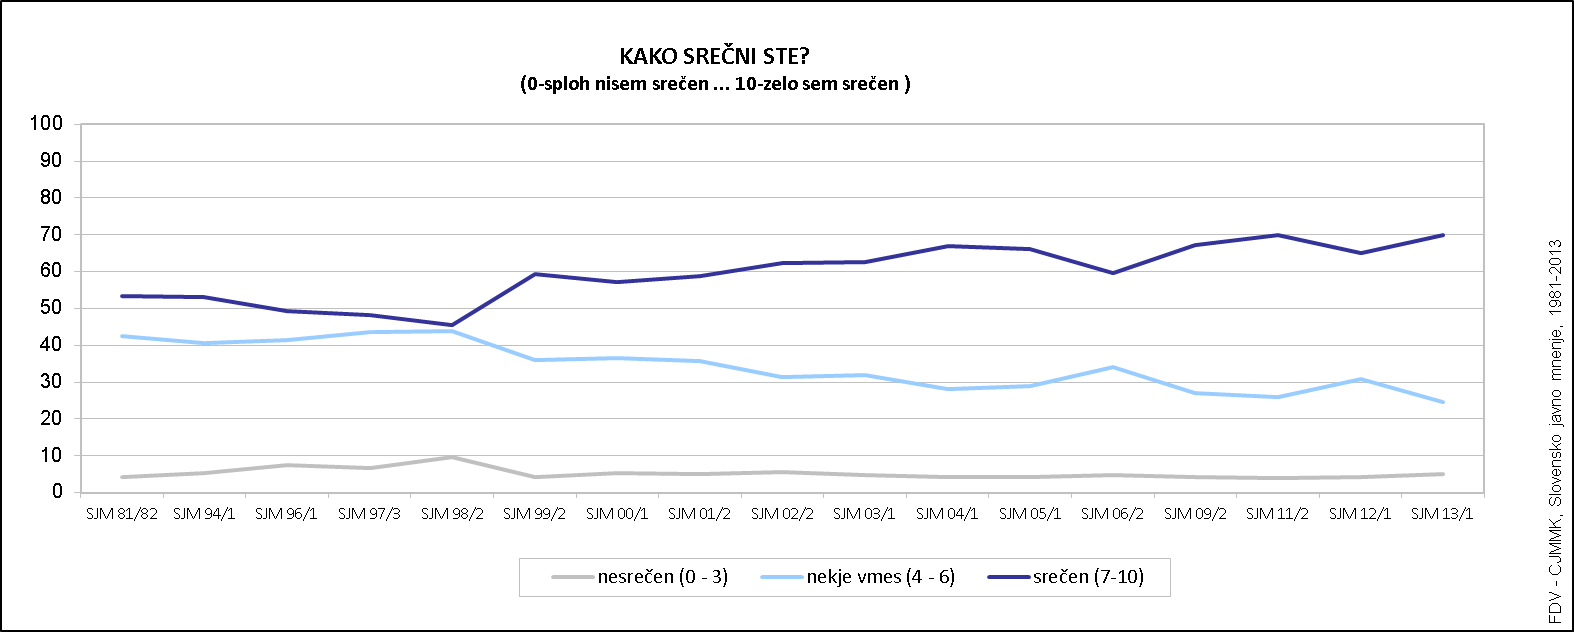 KAKO SREČNI STE?
(0-sploh nisem srečen ... 10-zelo sem srečen )
100
90
80
70
60
50
40
30
20
10
0
SJM 81/82 SJM 94/1 SJM 96/1 SJM 97/3 SJM 98/2 SJM 99/2 SJM 00/1 SJM 01/2 SJM 02/2 SJM 03/1 SJM 04/1 SJM 05/1 SJM 06/2 SJM 09/2 SJM 11/2 SJM 12/1 SJM 13/1
nesrečen (0 - 3) nekje vmes (4 - 6) srečen (7-10)
FDV - CJMMK, Slovensko javno mnenje, 1981-2013